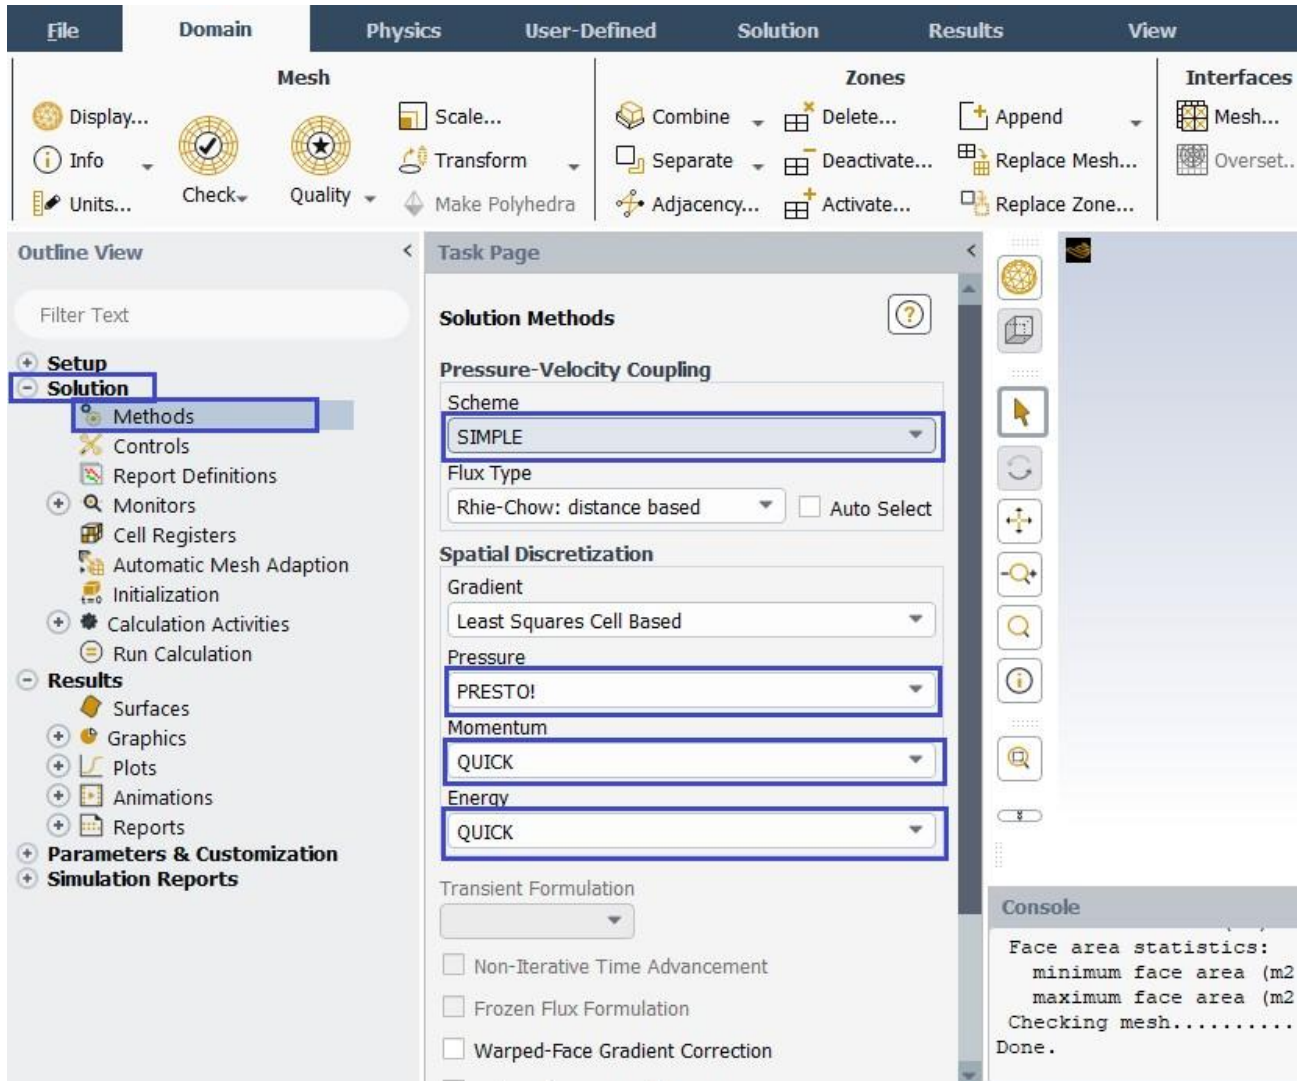 File Domain Physics User-Defined Solution Results View
Mesh Zones Interfaces
Display... Scale... Combine Delete... Append Mesh...
Info Check Quality Transform Separate Deactivate... Replace Mesh... Overset..
Units... Make Polyhedra Adjacency... Activate... Replace Zone...
Outline View < Task Page <
Filter Text
Setup
Solution
Methods
Controls
Report Definitions
Monitors
Cell Registers
Automatic Mesh Adaption
Initialization
Calculation Activities
Run Calculation
Results
Surfaces
Graphics
Plots
Animations
Reports
Parameters & Customization
Simulation Reports
Solution Methods
Pressure-Velocity Coupling
Scheme
SIMPLE
Flux Type
Rhie-Chow: distance based Auto Select
Spatial Discretization
Gradient
Least Squares Cell Based
Pressure
PRESTO!
Momentum
QUICK
Energy
QUICK
Transient Formulation
Non-Iterative Time Advancement
Frozen Flux Formulation
Warped-Face Gradient Correction
Console
Face area statistics:
minimum face area (m2
maximum face area (m2
Checking mesh..........
Done.